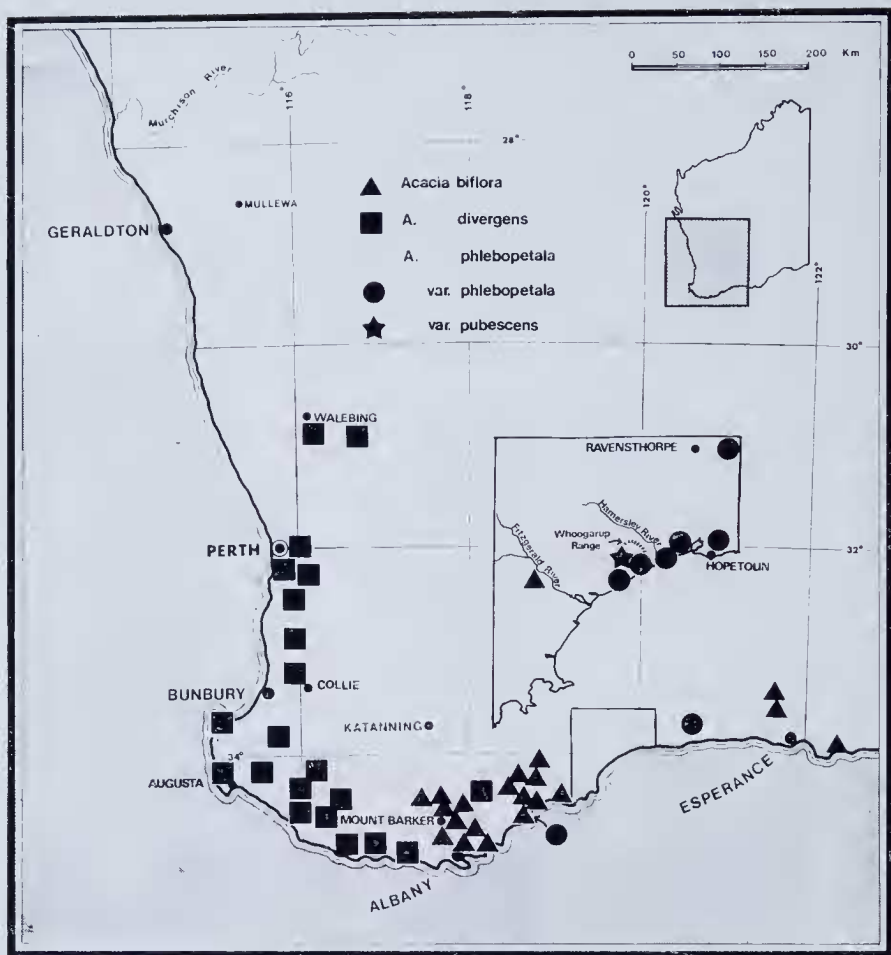 0 50 100 150 200 Km
Murchison River
116°
118°
28°
120°
122°
MULLEWA
GERALDTON
Acacia biflora
A. divergens
A. phlebopetala
var. phlebopetala
var. pubescens
30°
WALEBING
RAVENSTHORPE
Hamersley River
Fitzgerald River
Whoogarup
Range
HOPETOUN
PERTH
32°
BUNBURY
COLLIE
KATANNING
34°
AUGUSTA
MOUNT BARKER
ESPERANCE
ALBANY